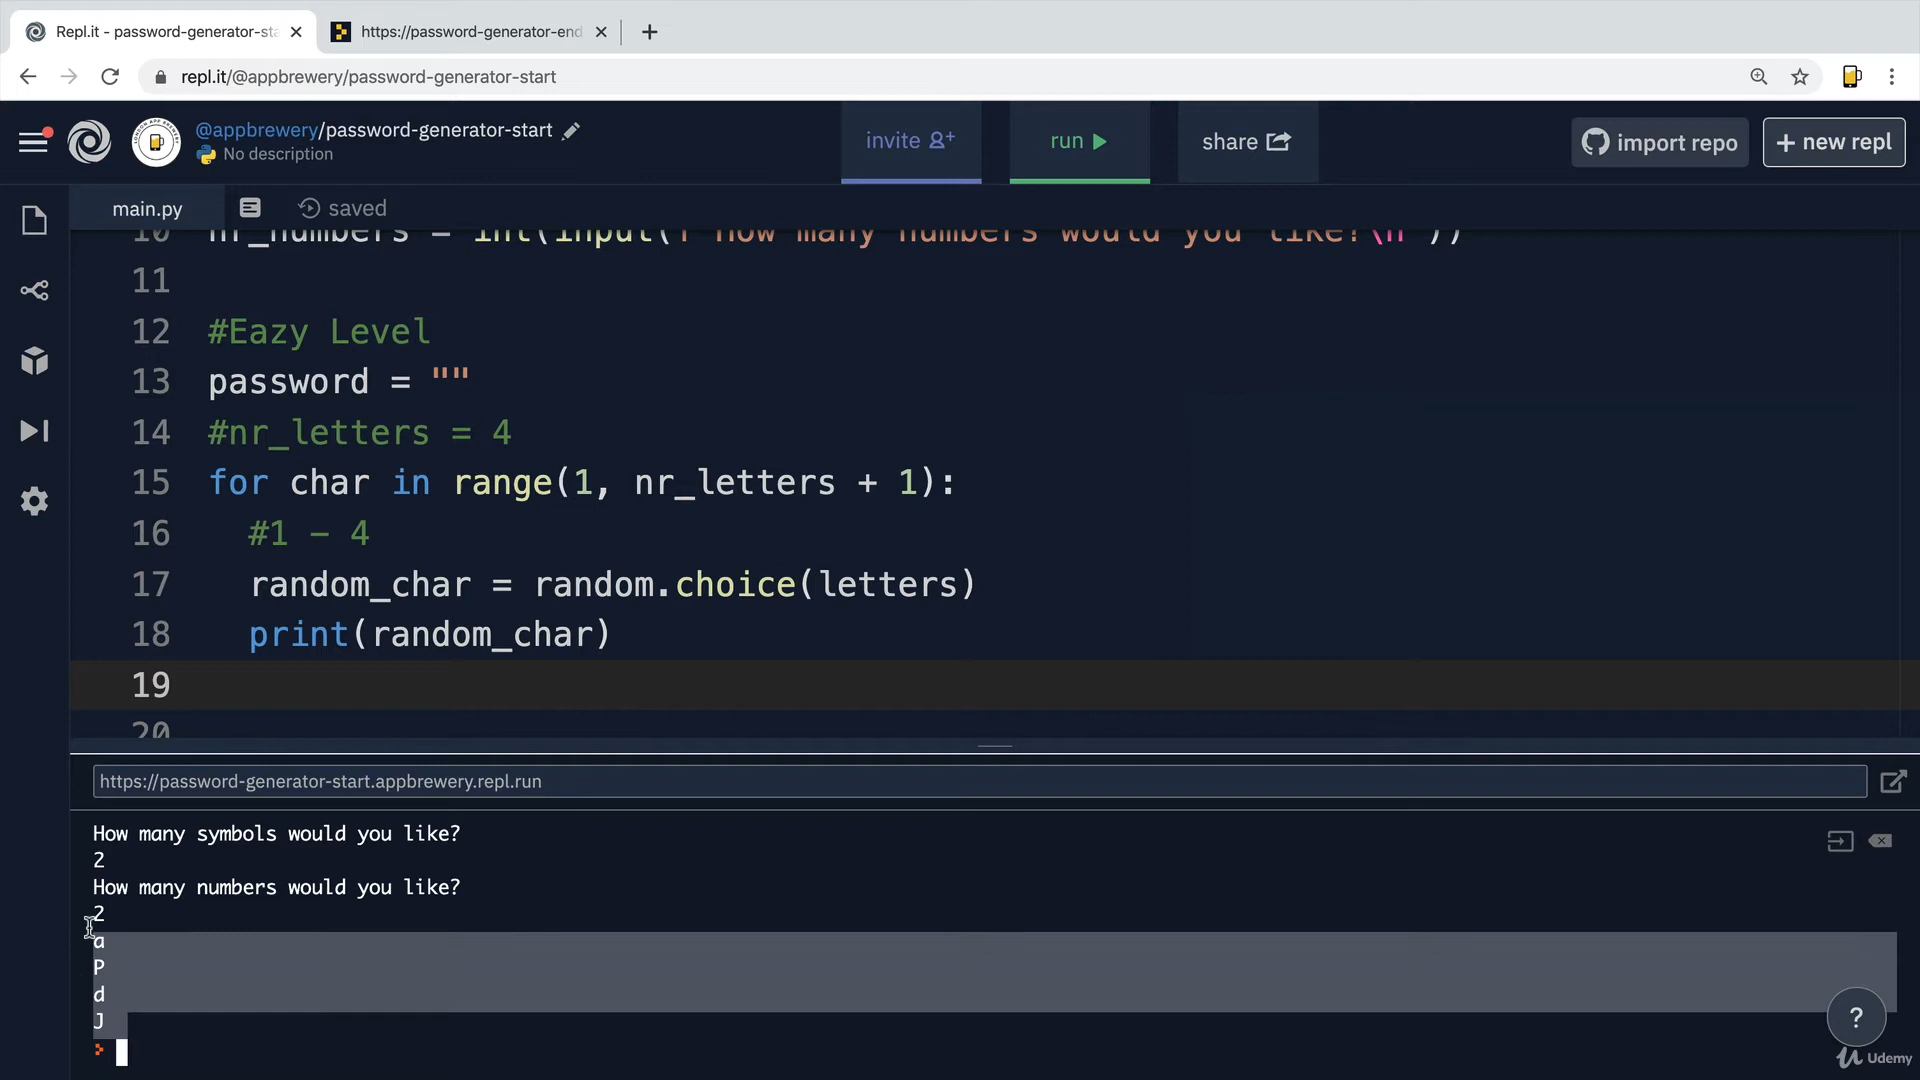 Repl.it - password-generator-sta
https://password-generator-end
repl.it/@appbrewery/password-generator-start
@appbrewery/password-generator-start
No description
invite
run
share
import repo
+ new repl
main.py
saved
10 nr_numbers = int(input(f"How many numbers would you like?\n"))
11
12 #Eazy Level
13 password = ""
14 #nr_letters = 4
15 for char in range(1, nr_letters + 1):
16 #1 - 4
17 random_char = random.choice(letters)
18 print(random_char)
19
20
https://password-generator-start.appbrewery.repl.run
How many symbols would you like?
2
How many numbers would you like?
2
a
P
d
J
>
?
Udemy